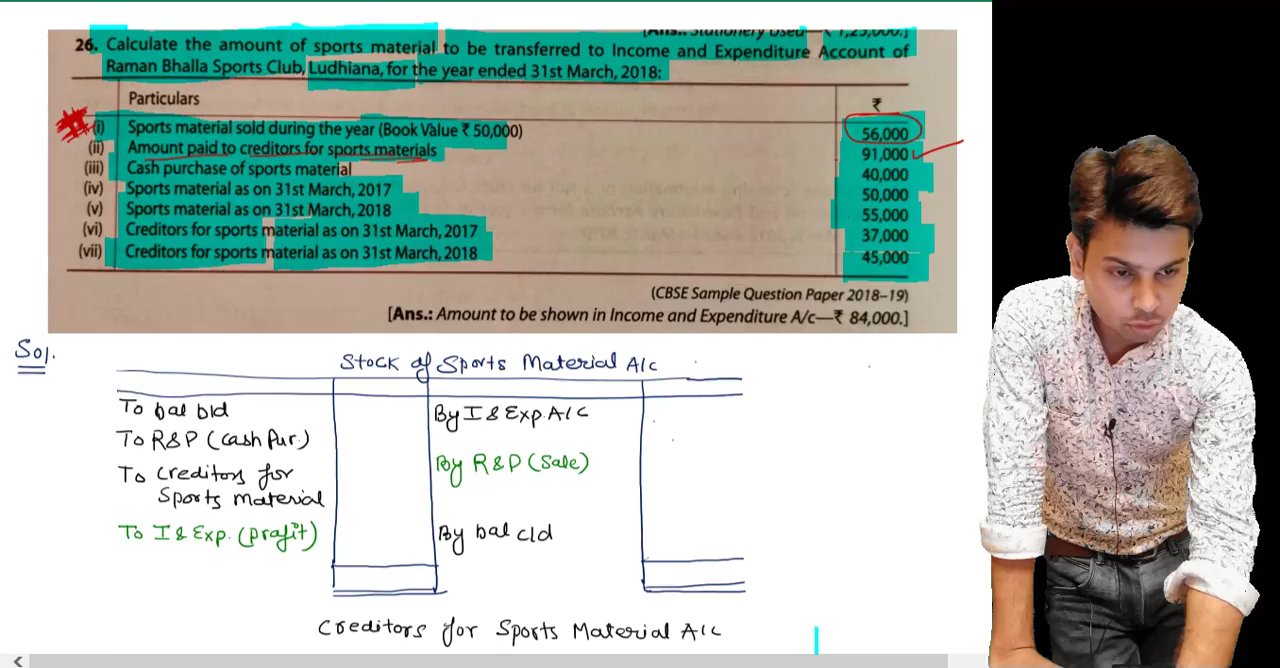 [Ans.: Stationery Used—₹ 1,25,000.]
26. Calculate the amount of sports material to be transferred to Income and Expenditure Account of
Raman Bhalla Sports Club, Ludhiana, for the year ended 31st March, 2018:
Particulars ₹
(i) Sports material sold during the year (Book Value ₹ 50,000) 56,000
(ii) Amount paid to creditors for sports materials 91,000
(iii) Cash purchase of sports material 40,000
(iv) Sports material as on 31st March, 2017 50,000
(v) Sports material as on 31st March, 2018 55,000
(vi) Creditors for sports material as on 31st March, 2017 37,000
(vii) Creditors for sports material as on 31st March, 2018 45,000
(CBSE Sample Question Paper 2018–19)
[Ans.: Amount to be shown in Income and Expenditure A/c—₹ 84,000.]
Sol.
Stock of Sports Material A/c
To bal b/d By I & Exp. A/C
To R&P (Cash Pur.)
By R&P (Sale)
To Creditors for
Sports material
To I & Exp. (Profit) By bal c/d
Creditors for Sports Material A/C